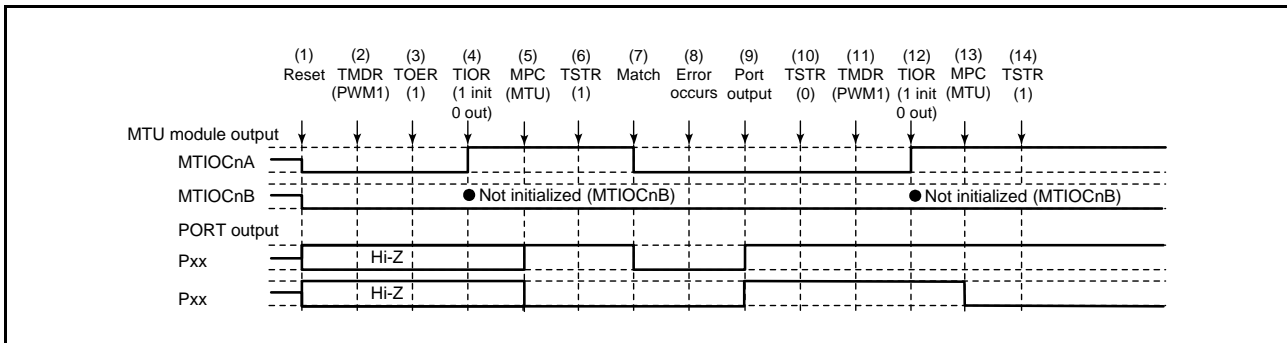 (1) (2) (3) (4) (5) (6) (7) (8) (9) (10) (11) (12) (13) (14)
Reset TMDR TOER TIOR MPC TSTR Match Error Port TSTR TMDR TIOR MPC TSTR
(PWM1) (1) (1 init (MTU) (1) occurs output (0) (PWM1) (1 init (MTU) (1)
0 out) 0 out)
MTU module output
MTIOCnA
MTIOCnB ● Not initialized (MTIOCnB) ● Not initialized (MTIOCnB)
PORT output
Pxx Hi-Z
Pxx Hi-Z